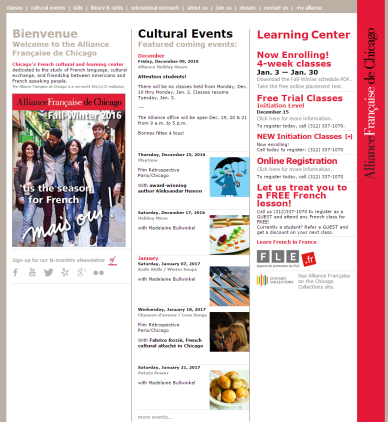 classes | cultural events | kids | library & cafés | educational outreach | about us | join us | donate | contact us | my alliance
Bienvenue
Welcome to the Alliance
Française de Chicago
Chicago's French cultural and learning center
dedicated to the study of French language, cultural
exchange, and friendship between Americans and
French speaking people.
The Alliance Française de Chicago is a non-profit 501(c)3 institution.
AllianceFrançaise de Chicago
Fall-Winter 2016
'tis the season
for French
mais oui!
Sign-up for our bi-monthly eNewsletter
Cultural Events
Featured coming events:
December
Friday, December 09, 2016
Alliance Holiday Hours
Attention students!
There will be no classes held from Monday, Dec.
19 thru Monday, Jan. 2. Classes resume
Tuesday, Jan. 3.
The Alliance office will be open Dec. 19, 20 & 21
from 9 a.m. to 5 p.m.
Bonnes fêtes à tous!
Thursday, December 15, 2016
Playtime
Film Rétrospective
Paris/Chicago
With award-winning
author Aleksandar Hemon
Saturday, December 17, 2016
Holiday Menu
with Madelaine Bullwinkel
January
Saturday, January 07, 2017
Knife Skills / Winter Soups
with Madelaine Bullwinkel
Wednesday, January 18, 2017
Chanson d'amour / Love Songs
Film Rétrospective
Paris/Chicago
With Fabrice Rozié, French
cultural attaché in Chicago
Saturday, January 21, 2017
Potato Power
with Madelaine Bullwinkel
more events...
Learning Center
Now Enrolling!
4-week classes
Jan. 3 — Jan. 30
Download the Fall-Winter schedule PDF.
Take the free online placement test.
Free Trial Classes
Initiation Level
December 15
Click here for more information.
To register today, call (312) 337-1070
NEW Initiation Classes [+]
Now enrolling!
Call today to register: (312) 337-1070.
Online Registration
Click here for more information.
To register today, call (312) 337-1070.
Let us treat you to
a FREE French
lesson!
Call us (312)337-1070 to register as
GUEST and attend any French class for
FREE!
Currently a student? Refer a GUEST and
get a discount on your next class.
Learn French in France
FLE.fr
CHICAGO
COLLECTIONS
See Alliance Française
on the Chicago
Collections site.
AllianceFrançaise de Chicago